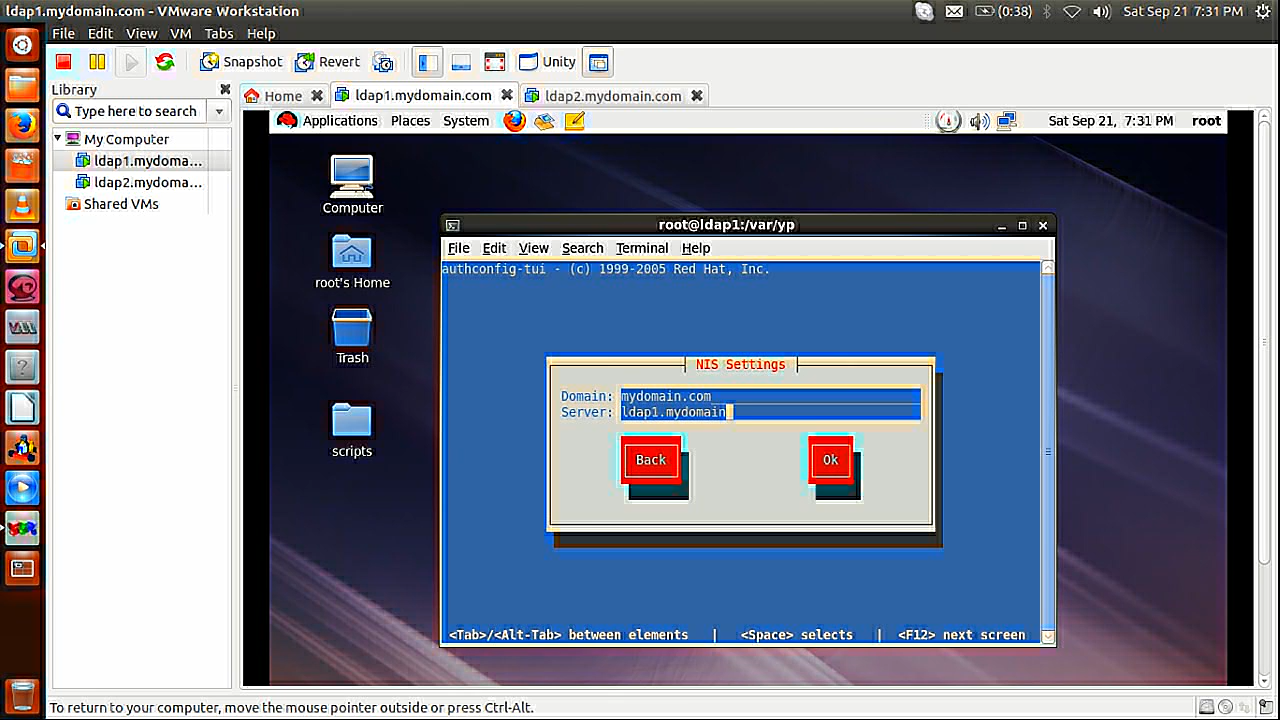 ldap1.mydomain.com - VMware Workstation
(0:38) Sat Sep 21 7:31 PM
File Edit View VM Tabs Help
Snapshot Revert Unity
Library
Type here to search
My Computer
ldap1.mydoma...
ldap2.mydoma...
Shared VMs
Home ldap1.mydomain.com ldap2.mydomain.com
Applications Places System Sat Sep 21, 7:31 PM root
Computer
root's Home
Trash
scripts
root@ldap1:/var/yp
File Edit View Search Terminal Help
authconfig-tui - (c) 1999-2005 Red Hat, Inc.
NIS Settings
Domain: mydomain.com
Server: ldap1.mydomain
Back Ok
<Tab>/<Alt-Tab> between elements | <Space> selects | <F12> next screen
To return to your computer, move the mouse pointer outside or press Ctrl-Alt.